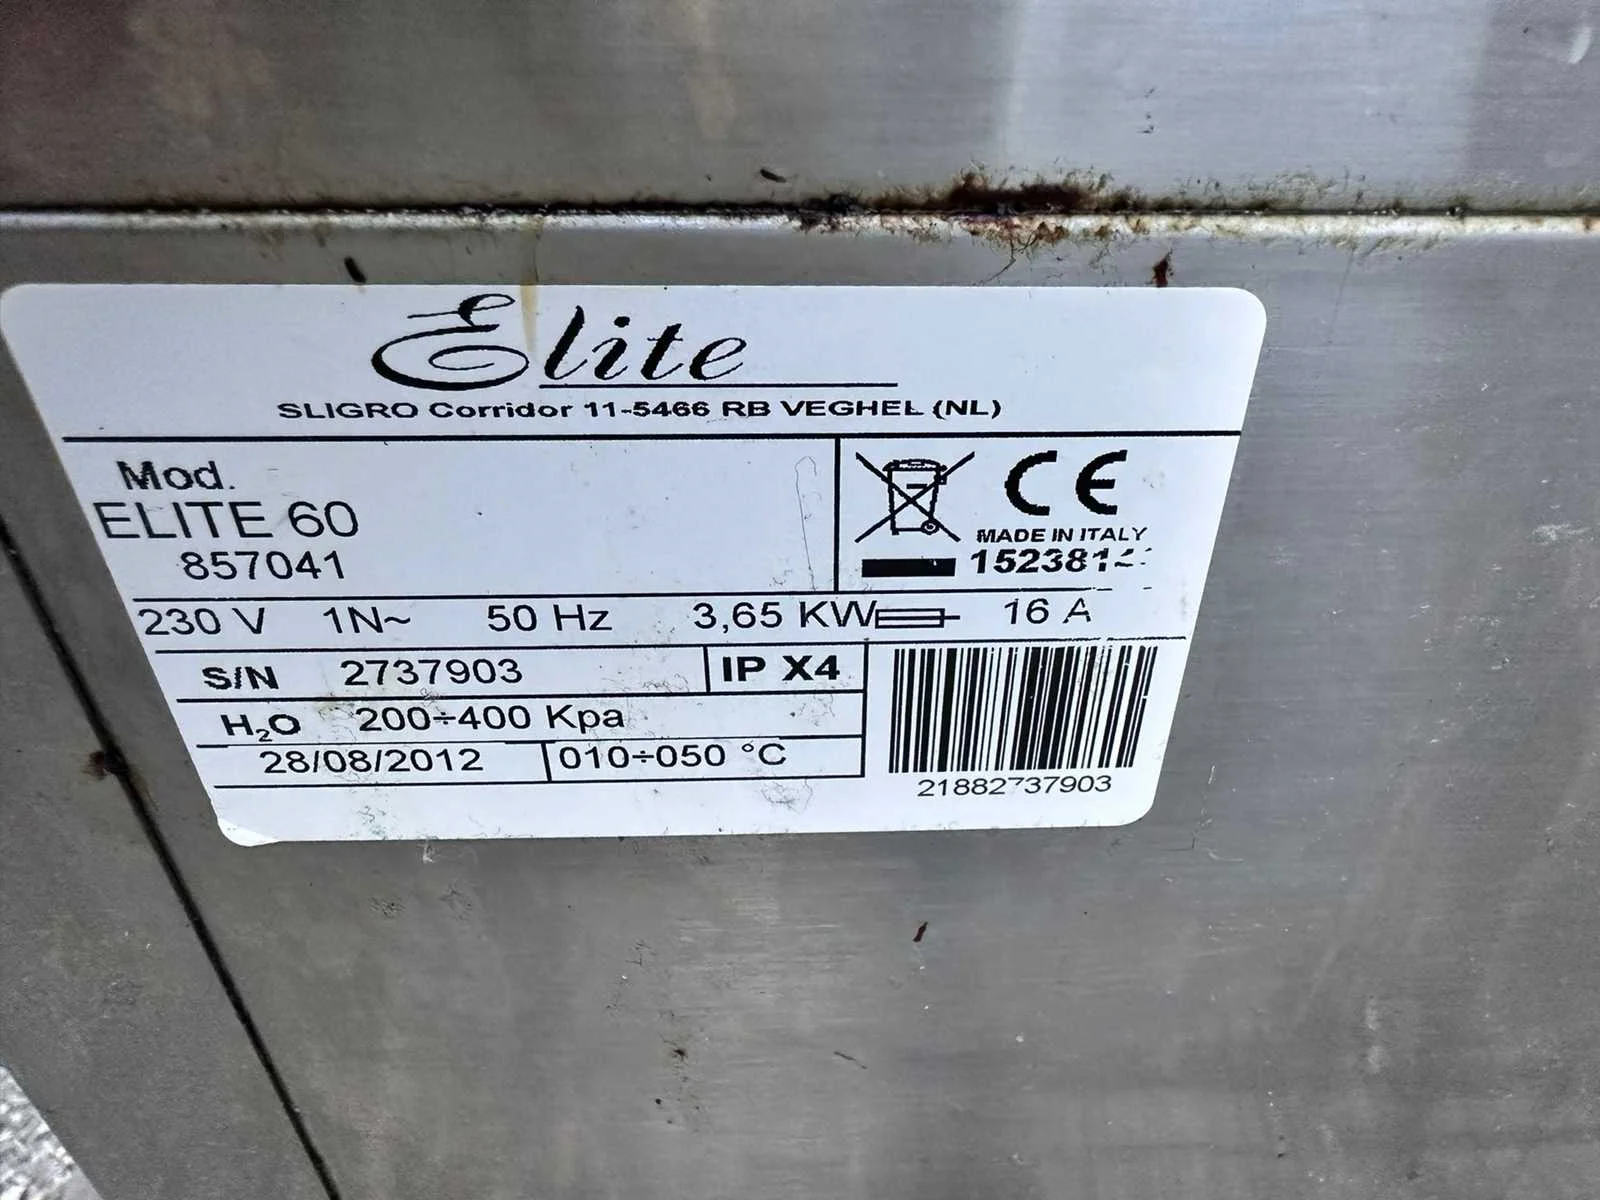 Elite
SLIGRO Corridor 11-5466 RB VEGHEL (NL)
Mod.
ELITE 60
857041
CE
MADE IN ITALY
230 V 1N~ 50 Hz 3,65 KW 16 A
S/N 2737903 IP X4
H₂O 200÷400 Kpa
28/08/2012 010÷050 °C
21882737903